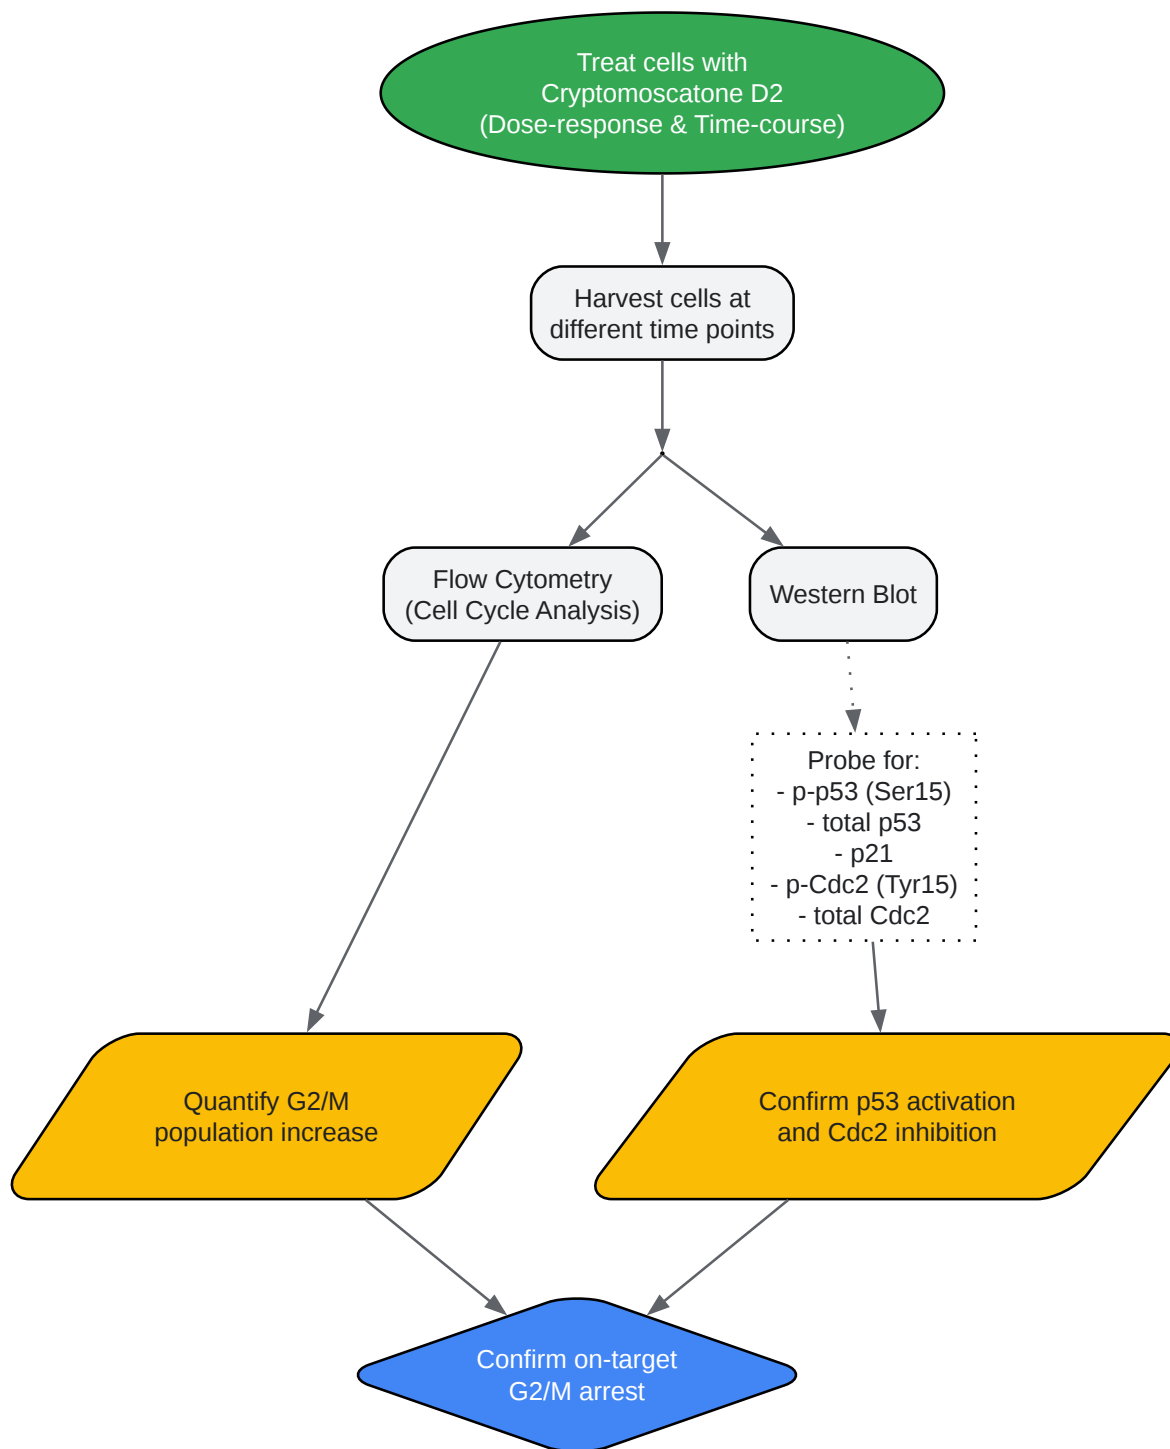 Treat cells with
Cryptomoscatone D2
(Dose-response & Time-course)
Harvest cells at
different time points
Flow Cytometry
(Cell Cycle Analysis)
Western Blot
Probe for:
- p-p53 (Ser15)
- total p53
- p21
- p-Cdc2 (Tyr15)
- total Cdc2
Quantify G2/M
population increase
Confirm p53 activation
and Cdc2 inhibition
Confirm on-target
G2/M arrest